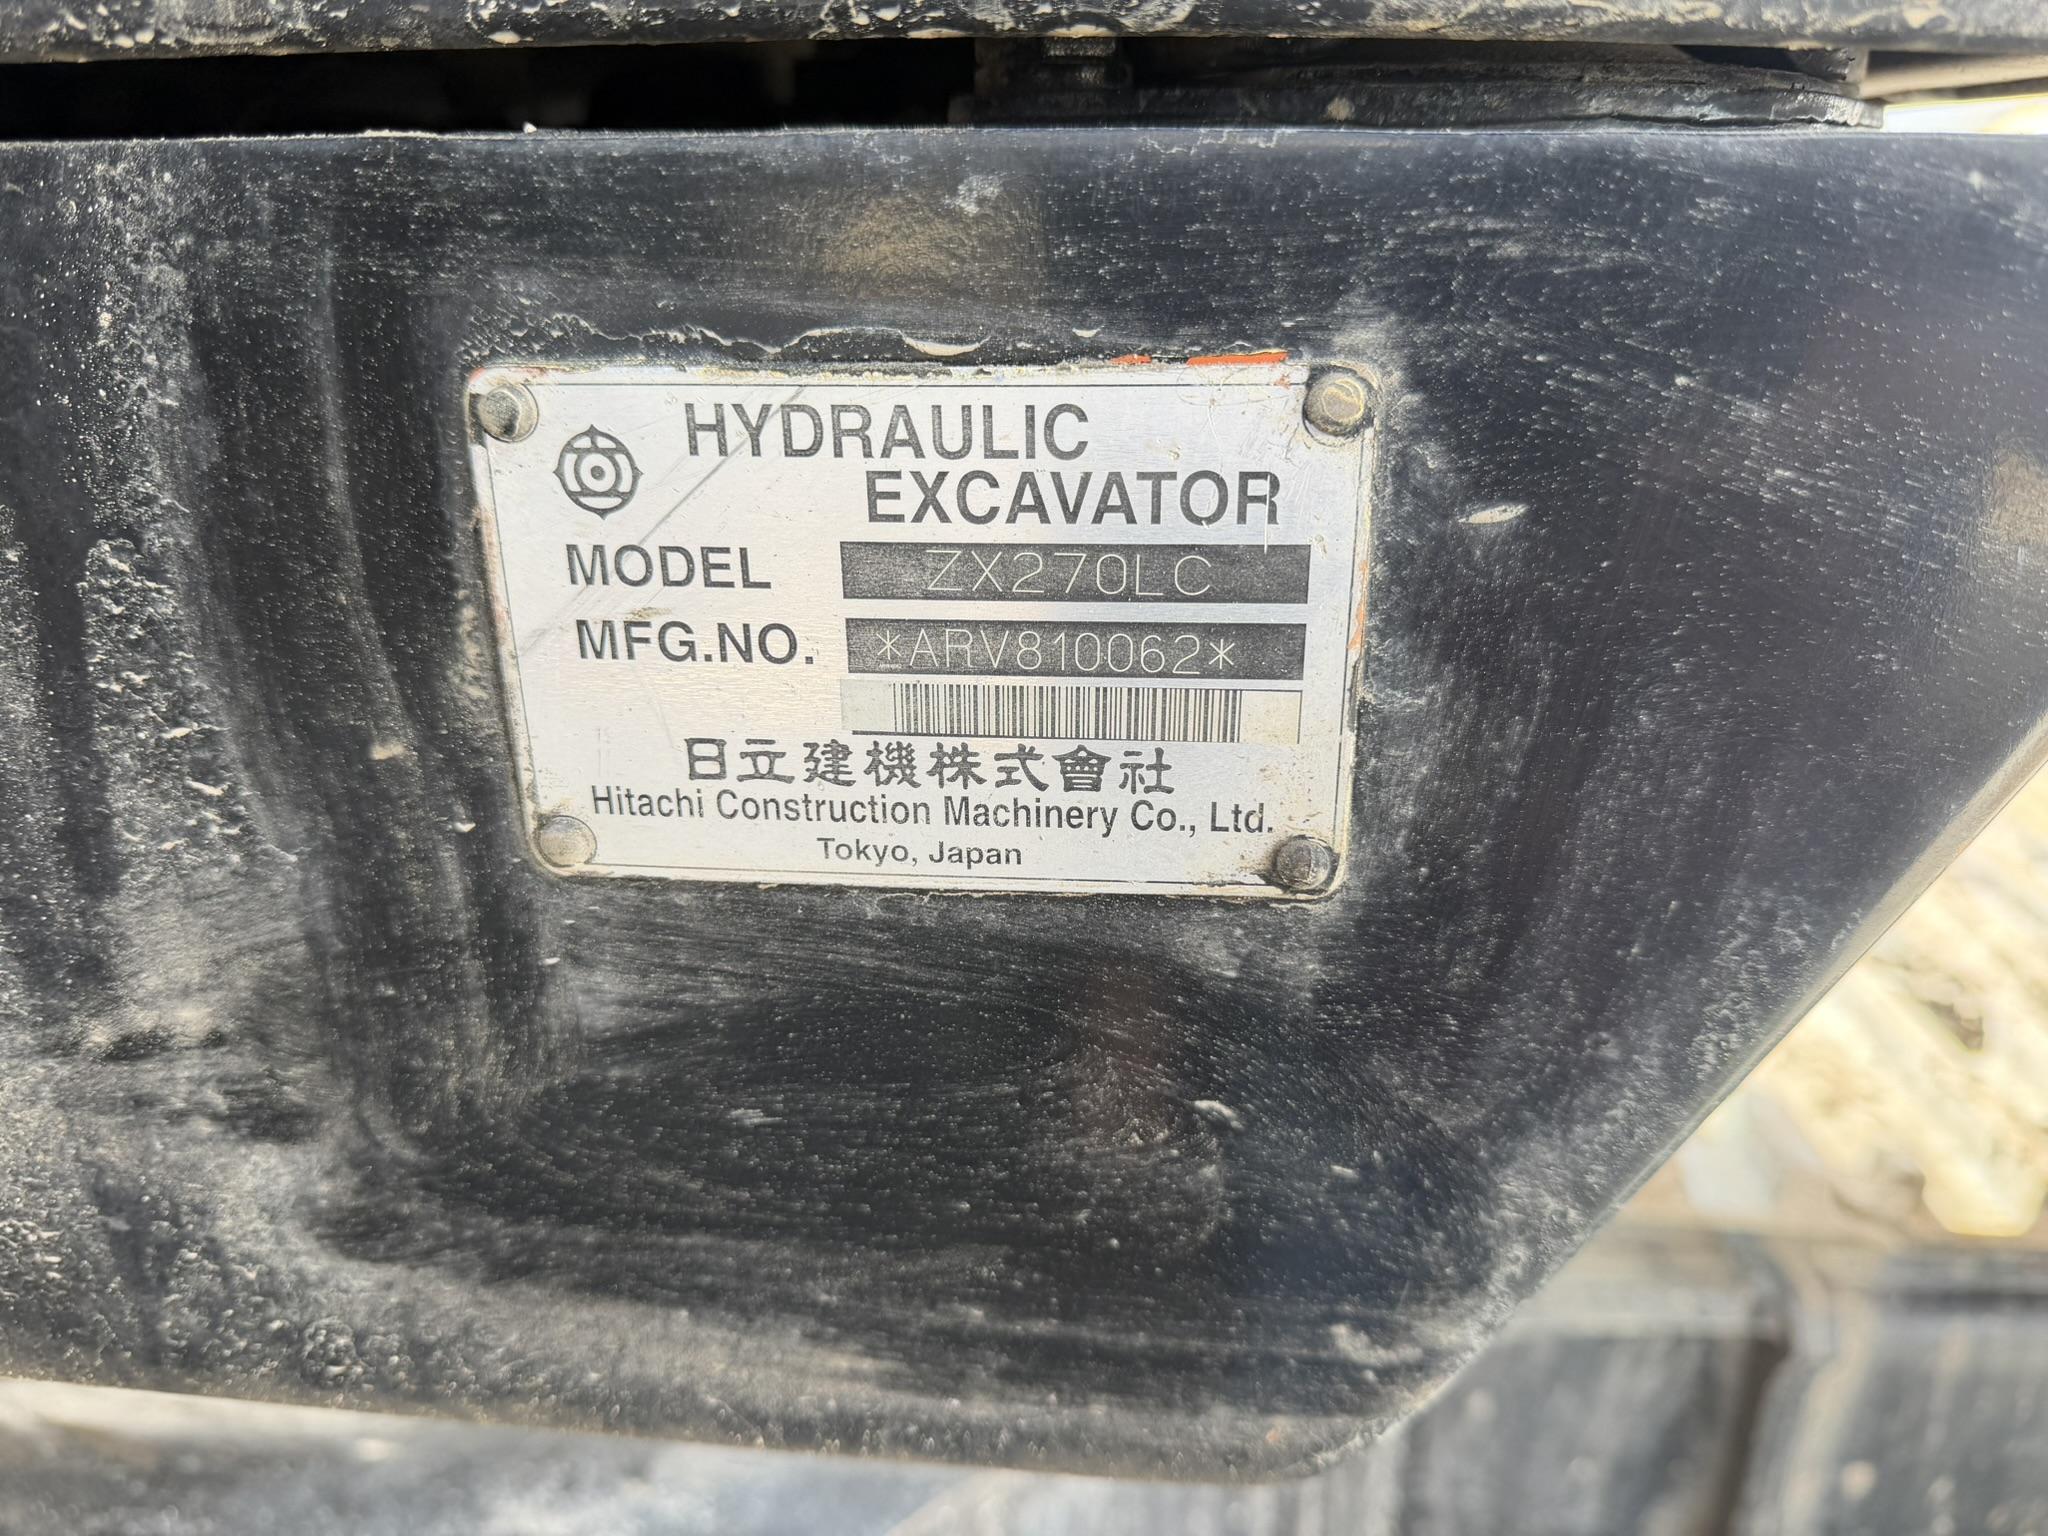 HYDRAULIC
EXCAVATOR
MODEL ZX270LC
MFG.NO. *ARV810062*
日立建機株式會社
Hitachi Construction Machinery Co., Ltd.
Tokyo, Japan